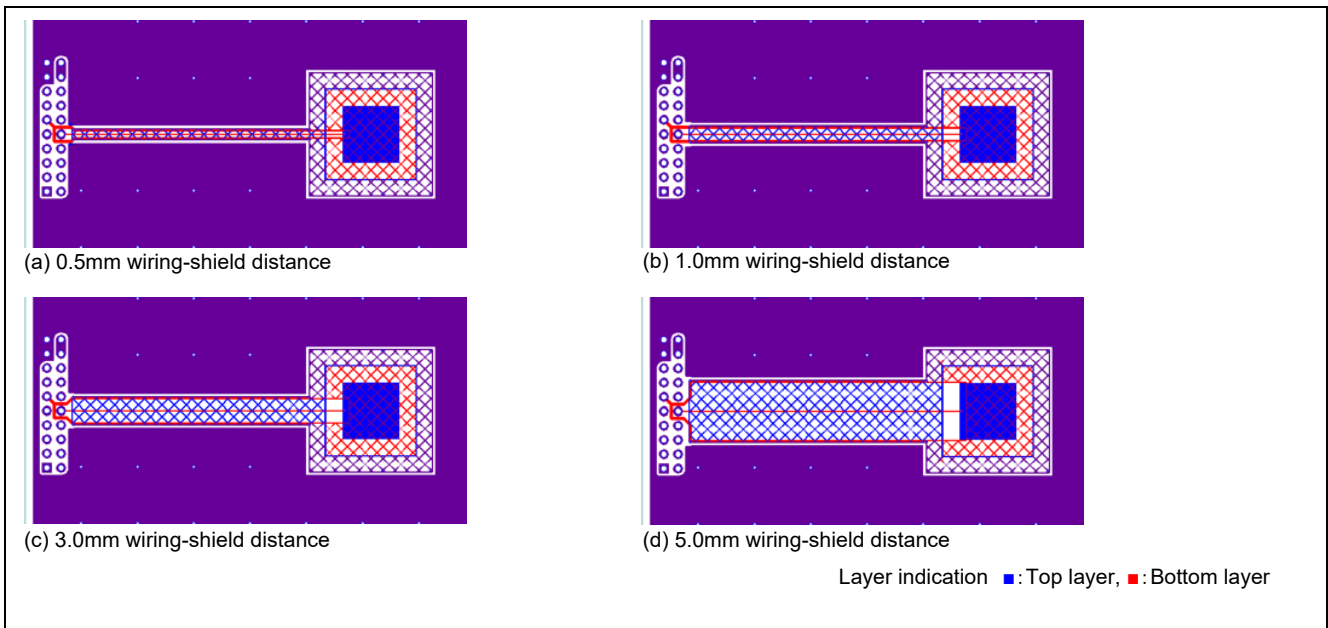 (a) 0.5mm wiring-shield distance
(b) 1.0mm wiring-shield distance
(c) 3.0mm wiring-shield distance
(d) 5.0mm wiring-shield distance
Layer indication ■:Top layer, ■:Bottom layer